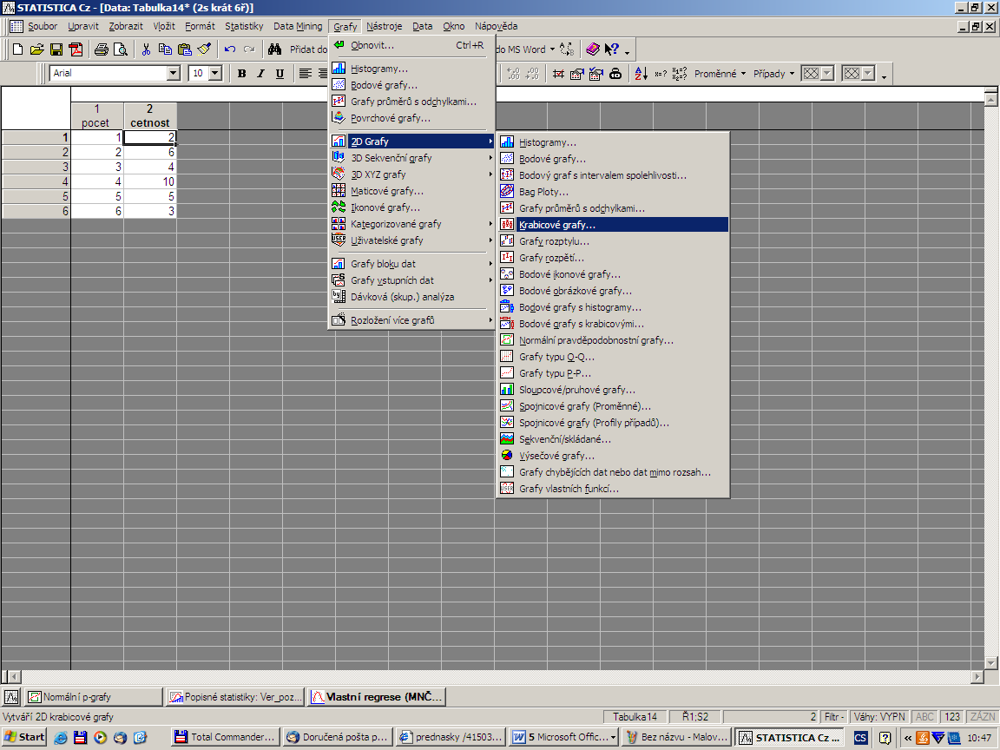 STATISTICA Cz - [Data: Tabulka14* (2s krát 6ř)]
Soubor Upravit Zobrazit Vložit Formát Statistiky Data Mining Grafy Nástroje Data Okno Nápověda
Přidat do do MS Word
Arial 10 B I U Proměnné Případy
1 2
pocet cetnost
1 1 2
2 2 6
3 3 4
4 4 10
5 5 5
6 6 3
Obnovit... Ctrl+R
Histogramy...
Bodové grafy...
Grafy průměrů s odchylkami...
Povrchové grafy...
2D Grafy
3D Sekvenční grafy
3D XYZ grafy
Maticové grafy...
Ikonové grafy...
Kategorizované grafy
Uživatelské grafy
Grafy bloku dat
Grafy vstupních dat
Dávková (skup.) analýza
Rozložení více grafů
Histogramy...
Bodové grafy...
Bodový graf s intervalem spolehlivosti...
Bag Ploty...
Grafy průměrů s odchylkami...
Krabicové grafy...
Grafy rozptylu...
Grafy rozpětí...
Bodové ikonové grafy...
Bodové obrázkové grafy...
Bodové grafy s histogramy...
Bodové grafy s krabicovými...
Normální pravděpodobnostní grafy...
Grafy typu Q-Q...
Grafy typu P-P...
Sloupcové/pruhové grafy...
Spojnicové grafy (Proměnné)...
Spojnicové grafy (Profily případů)...
Sekvenční/skládané...
Výsečové grafy...
Grafy chybějících dat nebo dat mimo rozsah...
Grafy vlastních funkcí...
Normální p-grafy Popisné statistiky: Ver_poz... Vlastní regrese (MNČ...
Vytváří 2D krabicové grafy Tabulka14 Ř1;S2 2 Filtr- Váhy: VYPN ABC 123 ZÁZN
Start Total Commander... Doručená pošta p... prednasky /41503... 5 Microsoft Office... Bez názvu - Malov... STATISTICA Cz ... CS « 10:47